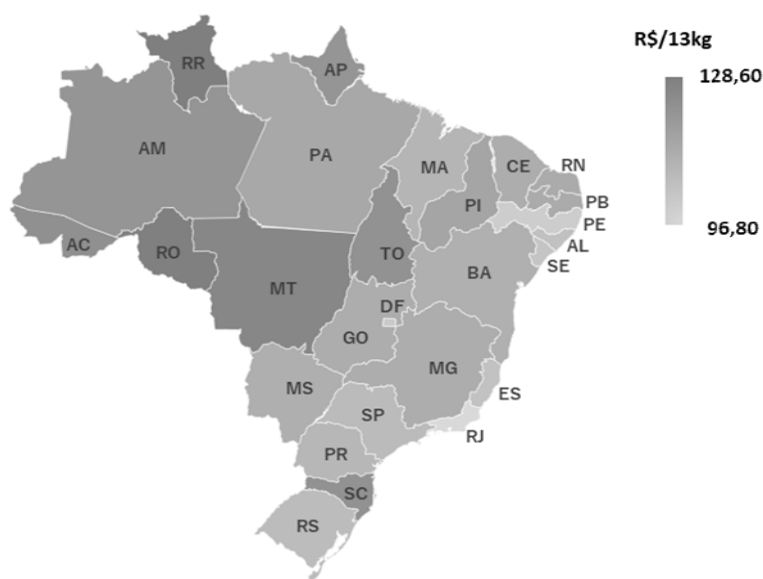 R$/13kg
128,60
96,80
RR
AP
AM
PA
MA
CE
RN
PI
PB
PE
AL
SE
AC
RO
TO
BA
MT
DF
GO
MG
MS
ES
SP
RJ
PR
SC
RS